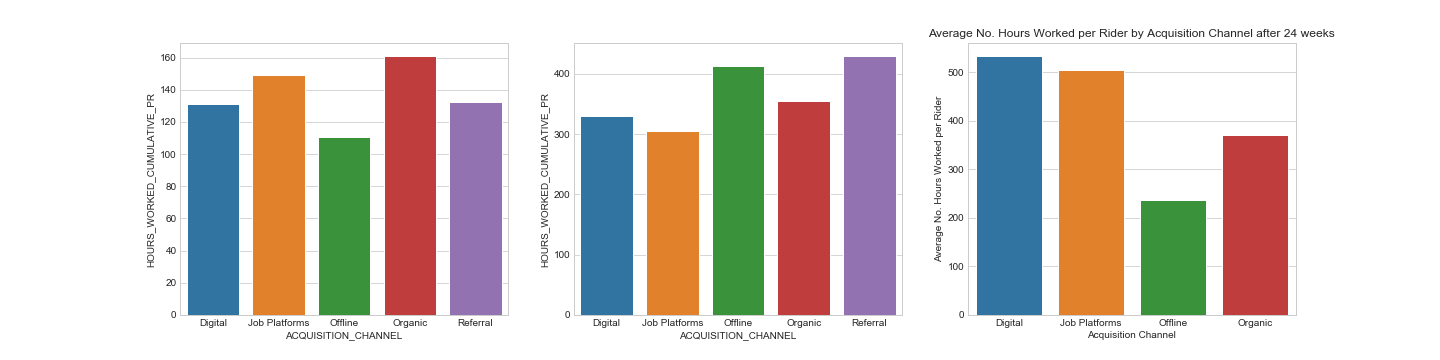 HOURS_WORKED_CUMULATIVE_PR
160
140
120
100
80
60
40
20
0
Digital Job Platforms Offline Organic Referral
ACQUISITION_CHANNEL
HOURS_WORKED_CUMULATIVE_PR
400
300
200
100
0
Digital Job Platforms Offline Organic Referral
ACQUISITION_CHANNEL
Average No. Hours Worked per Rider by Acquisition Channel after 24 weeks
Average No. Hours Worked per Rider
500
400
300
200
100
0
Digital Job Platforms Offline Organic
Acquisition Channel